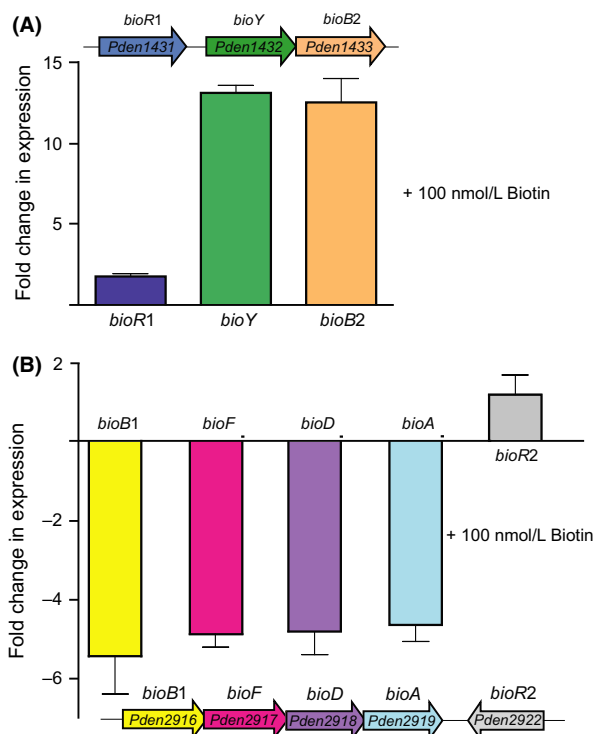 (A)
bioR1 bioY bioB2
Pden1431 Pden1432 Pden1433
15
10
5
Fold change in expression
+ 100 nmol/L Biotin
bioR1 bioY bioB2
(B)
2
–2
–4
–6
Fold change in expression
bioB1 bioF bioD bioA
bioR2
+ 100 nmol/L Biotin
bioB1 bioF bioD bioA bioR2
Pden2916 Pden2917 Pden2918 Pden2919 Pden2922